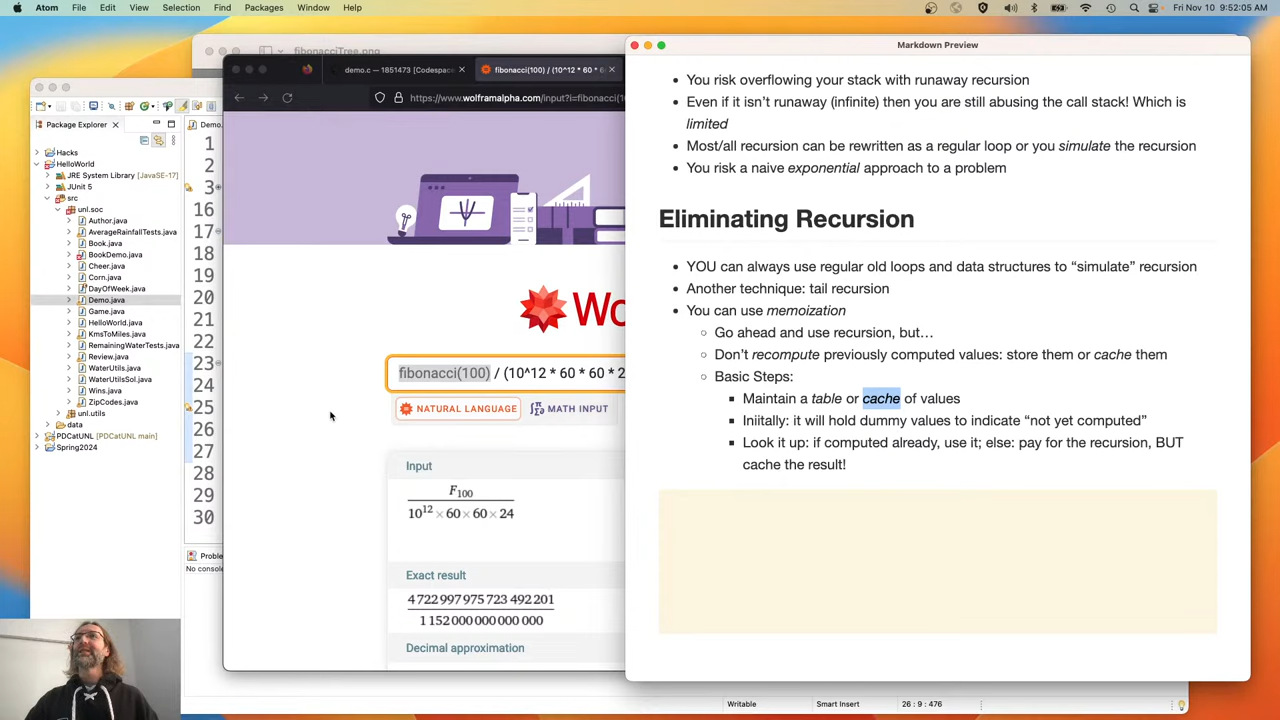 Atom File Edit View Selection Find Packages Window Help Fri Nov 10 9:52:05 AM
fibonacciTree.png
Markdown Preview
demo.c — 1851473 [Codespace
fibonacci(100) / (10^12 * 60 * 6
https://www.wolframalpha.com/input?i=fibonacci(10
Package Explorer
Demo.
Hacks
HelloWorld
JRE System Library [JavaSE-17]
JUnit 5
src
unl.soc
Author.java
AverageRainfallTests.java
Book.java
BookDemo.java
Cheer.java
Corn.java
DayOfWeek.java
Demo.java
Game.java
HelloWorld.java
KmsToMiles.java
RemainingWaterTests.java
Review.java
WaterUtils.java
WaterUtilsSol.java
Wins.java
ZipCodes.java
unl.utils
data
PDCatUNL [PDCatUNL main]
Spring2024
1
2
3
16
17
18
19
20
21
22
23
24
25
26
27
28
29
30
Proble
No console
Wo
fibonacci(100) / (10^12 * 60 * 60 * 2
NATURAL LANGUAGE
MATH INPUT
Input
F100
10^12 × 60 × 60 × 24
Exact result
4 722 997 975 723 492 201
1 152 000 000 000 000
Decimal approximation
• You risk overflowing your stack with runaway recursion
• Even if it isn’t runaway (infinite) then you are still abusing the call stack! Which is
limited
• Most/all recursion can be rewritten as a regular loop or you simulate the recursion
• You risk a naive exponential approach to a problem
Eliminating Recursion
• YOU can always use regular old loops and data structures to “simulate” recursion
• Another technique: tail recursion
• You can use memoization
◦ Go ahead and use recursion, but…
◦ Don’t recompute previously computed values: store them or cache them
◦ Basic Steps:
▪ Maintain a table or cache of values
▪ Iniitally: it will hold dummy values to indicate “not yet computed”
▪ Look it up: if computed already, use it; else: pay for the recursion, BUT
cache the result!
Writable Smart Insert 26 : 9 : 476